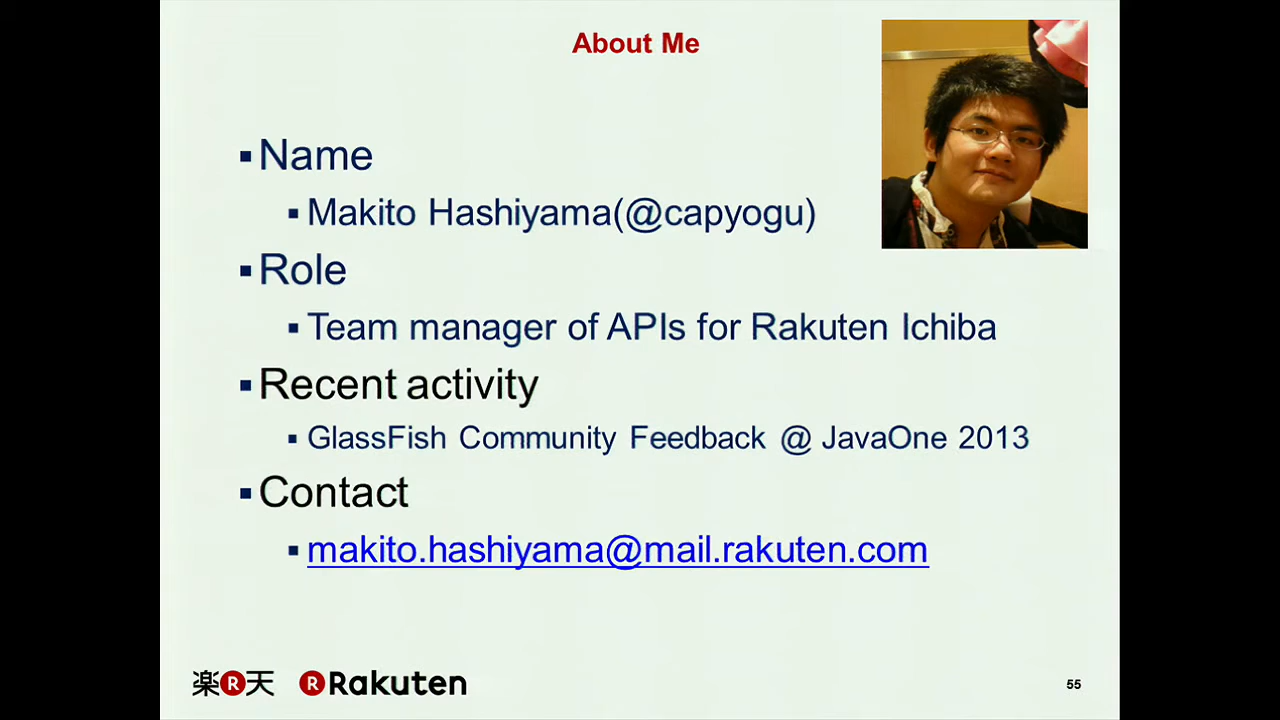 About Me
Name
Makito Hashiyama(@capyogu)
Role
Team manager of APIs for Rakuten Ichiba
Recent activity
GlassFish Community Feedback @ JavaOne 2013
Contact
makito.hashiyama@mail.rakuten.com
楽R天 R Rakuten
55